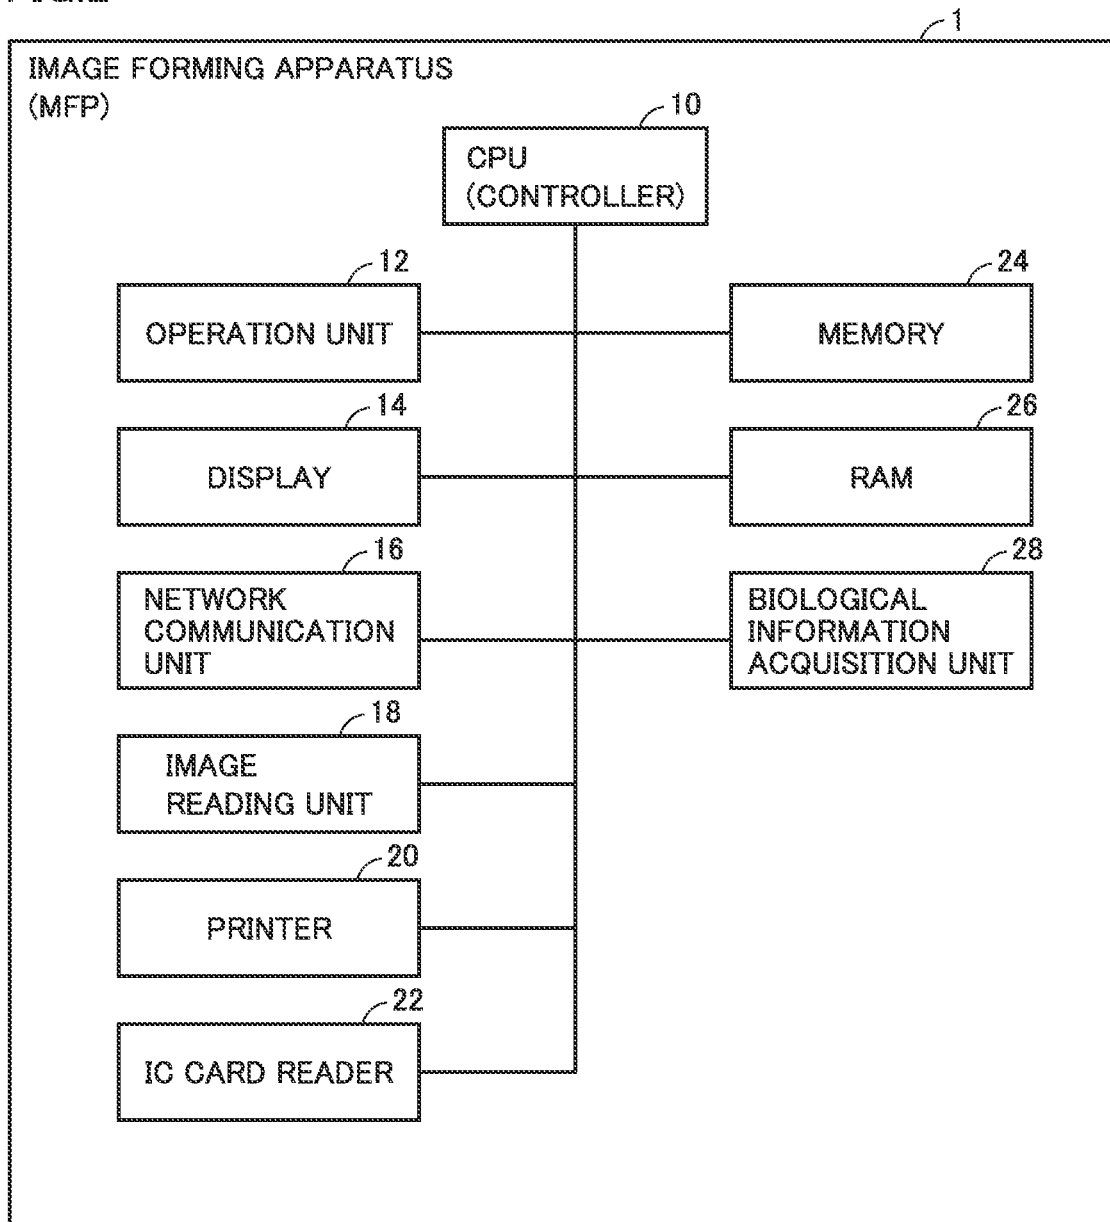 1
IMAGE FORMING APPARATUS
(MFP)
10
CPU
(CONTROLLER)
12
OPERATION UNIT
24
MEMORY
14
DISPLAY
26
RAM
16
NETWORK
COMMUNICATION
UNIT
28
BIOLOGICAL
INFORMATION
ACQUISITION UNIT
18
IMAGE
READING UNIT
20
PRINTER
22
IC CARD READER